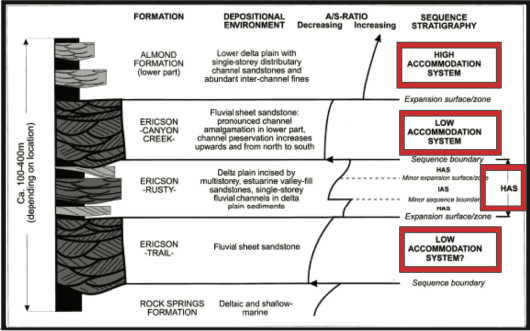 FORMATION
DEPOSITIONAL
ENVIRONMENT
A/S-RATIO
Decreasing Increasing
SEQUENCE
STRATIGRAPHY
ALMOND
FORMATION
(lower part)
Lower delta plain with
single-storey distributary
channel sandstones and
abundant inter-channel fines
HIGH
ACCOMMODATION
SYSTEM
Expansion surface/zone
ERICSON
-CANYON
CREEK-
Fluvial sheet sandstone:
pronounced channel
amalgamation in lower part,
channel preservation increases
upwards and from north to south
LOW
ACCOMMODATION
SYSTEM
Sequence boundary
ERICSON
-RUSTY-
Delta plain incised by
multistorey, estuarine valley-fill
sandstones, single-storey
fluvial channels in delta
plain sediments
HAS
Minor expansion surface/zone
IAS
Minor sequence boundary
HAS
HAS
Expansion surface/zone
ERICSON
-TRAIL-
Fluvial sheet sandstone
LOW
ACCOMMODATION
SYSTEM?
Sequence boundary
ROCK SPRINGS
FORMATION
Deltaic and shallow-
marine
Ca. 100-400m
(depending on location)